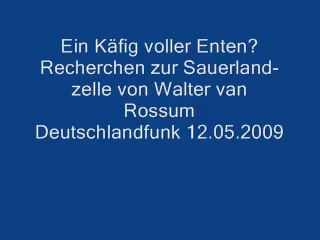 Ein Käfig voller Enten?
Recherchen zur Sauerland-
zelle von Walter van
Rossum
Deutschlandfunk 12.05.2009